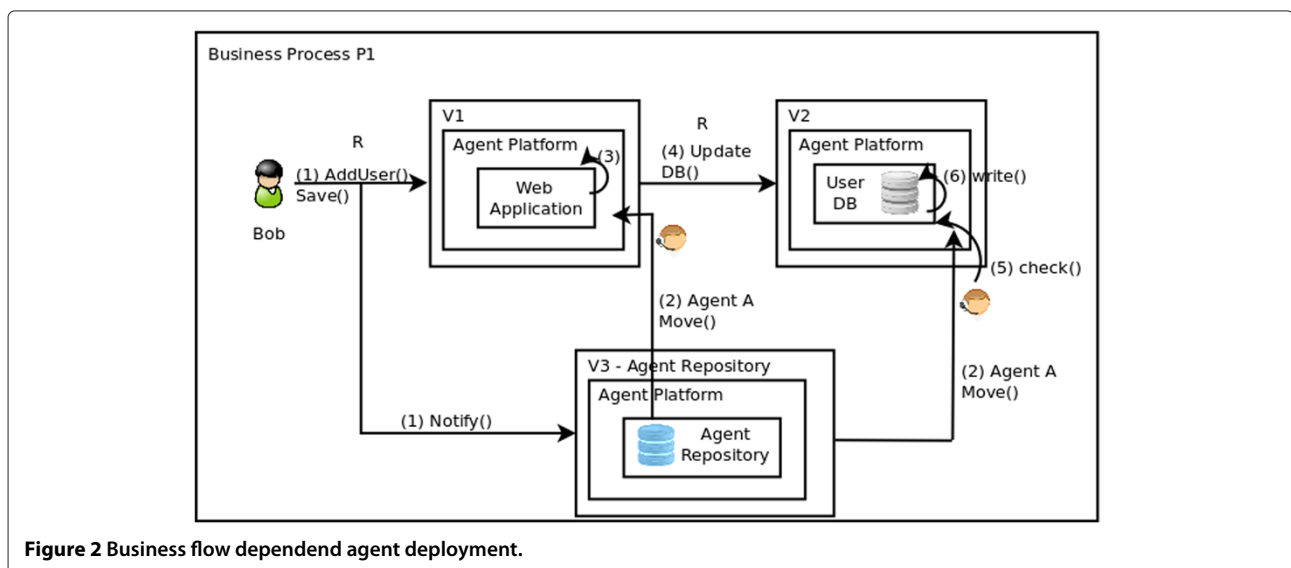 Business Process P1
V1
V2
R
R
Agent Platform
Agent Platform
(1) AddUser()
Save()
(3)
(4) Update
DB()
Web
Application
User
DB
(6) write()
Bob
(5) check()
(2) Agent A
Move()
V3 - Agent Repository
(2) Agent A
Move()
Agent Platform
(1) Notify()
Agent
Repository
Figure 2 Business flow dependend agent deployment.